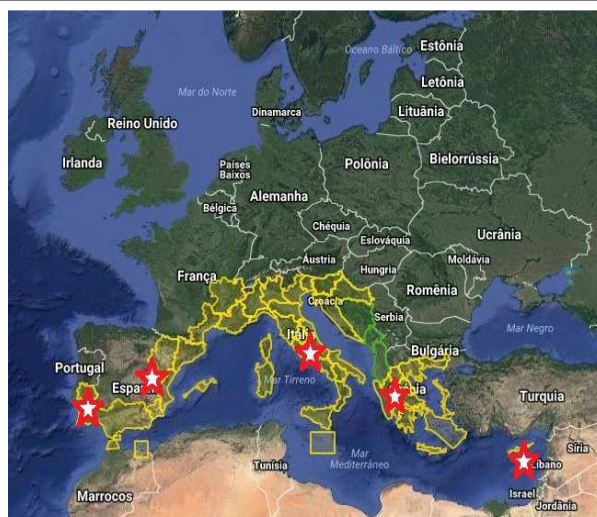 Estônia
Oceano Báltico
Letônia
Mar do Norte
Dinamarca
Lituânia
Reino Unido
Irlanda
Países
Baixos
Polônia
Bielorrússia
Alemanha
Bélgica
Chéquia
Ucrânia
Eslováquia
Áustria
Moldávia
Hungria
França
Romênia
Croácia
Serbia
Mar Negro
Bulgária
Portugal
Mar Tirreno
Turquia
Síria
Líbano
Tunísia
Mar
Mediterrâneo
Israel
Marrocos
Jordânia